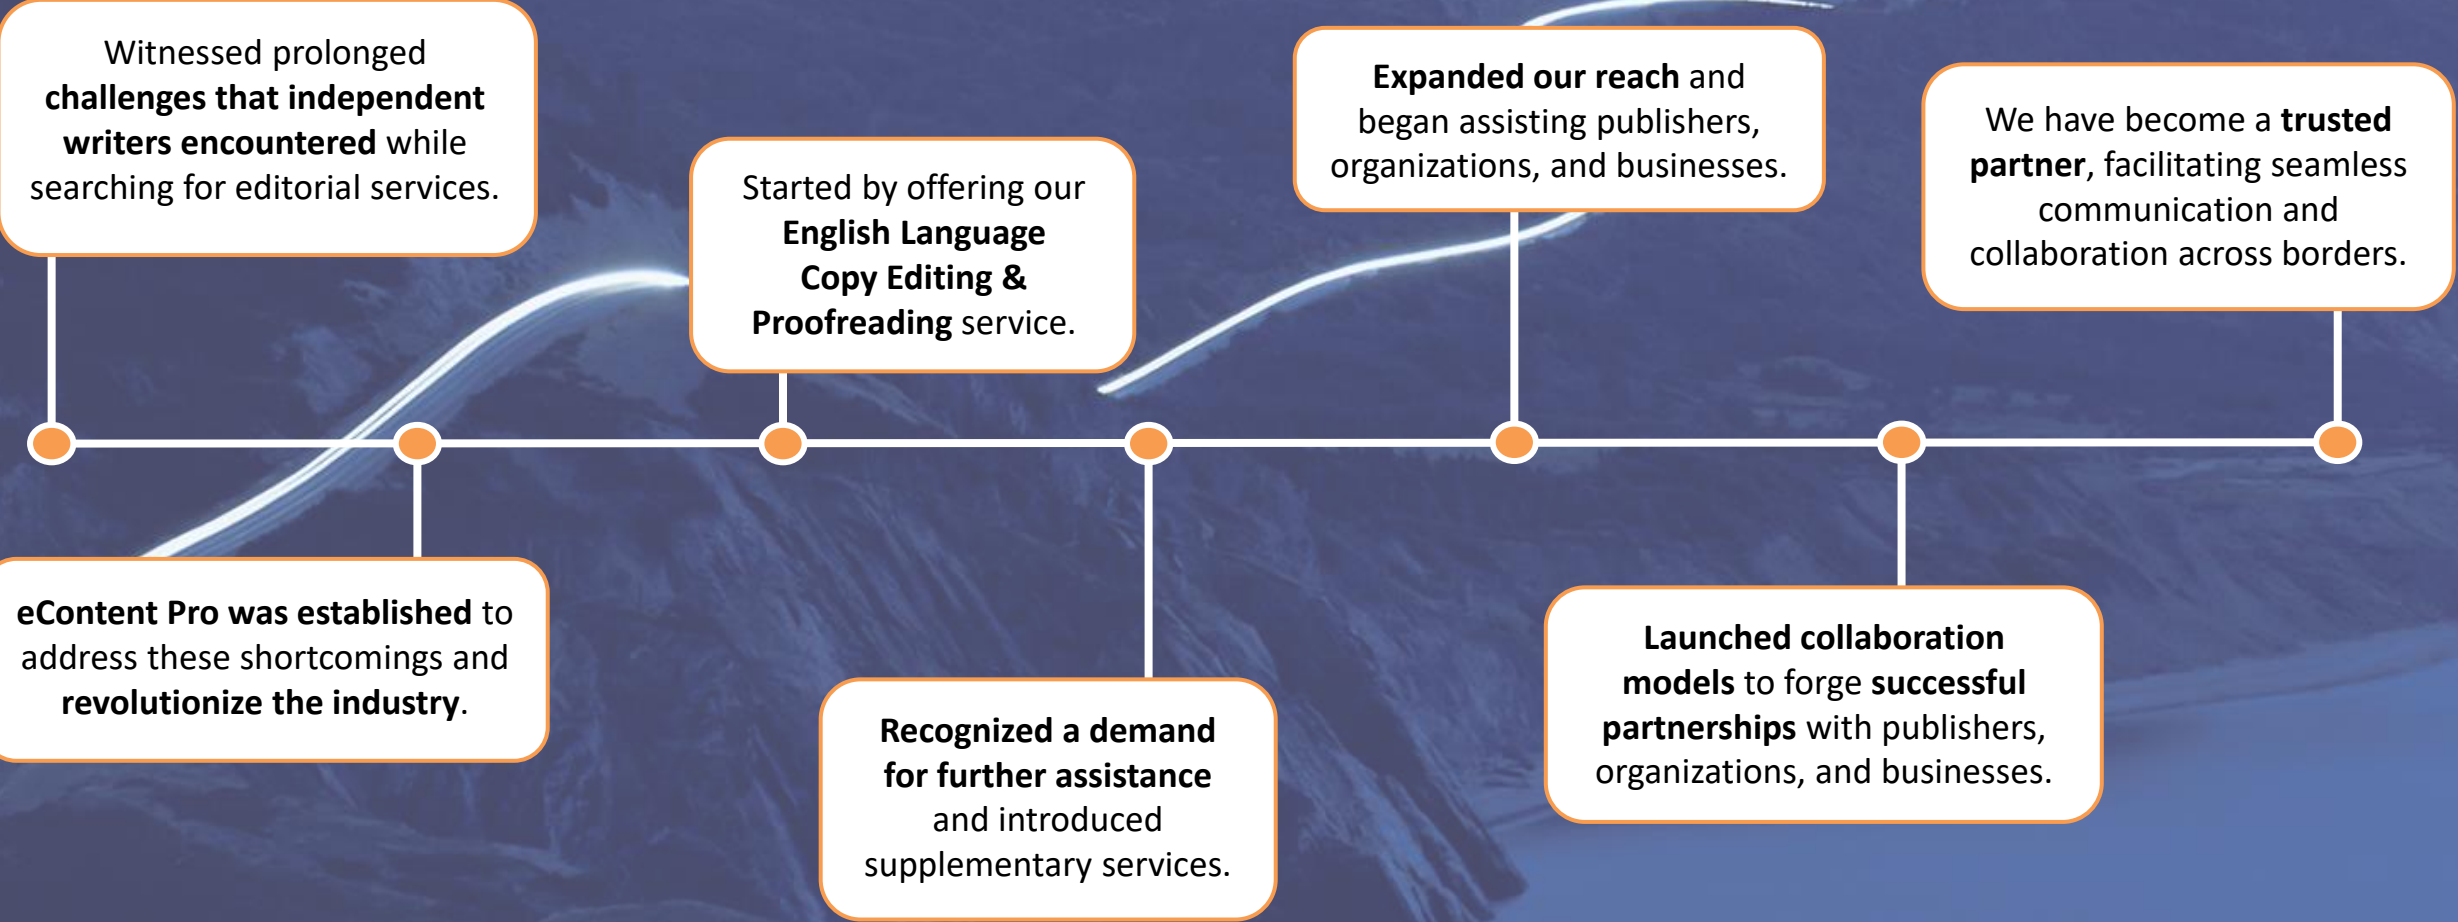 Witnessed prolonged
challenges that independent
writers encountered while
searching for editorial services.
eContent Pro was established to
address these shortcomings and
revolutionize the industry.
Started by offering our
English Language
Copy Editing &
Proofreading service.
Recognized a demand
for further assistance
and introduced
supplementary services.
Expanded our reach and
began assisting publishers,
organizations, and businesses.
Launched collaboration
models to forge successful
partnerships with publishers,
organizations, and businesses.
We have become a trusted
partner, facilitating seamless
communication and
collaboration across borders.